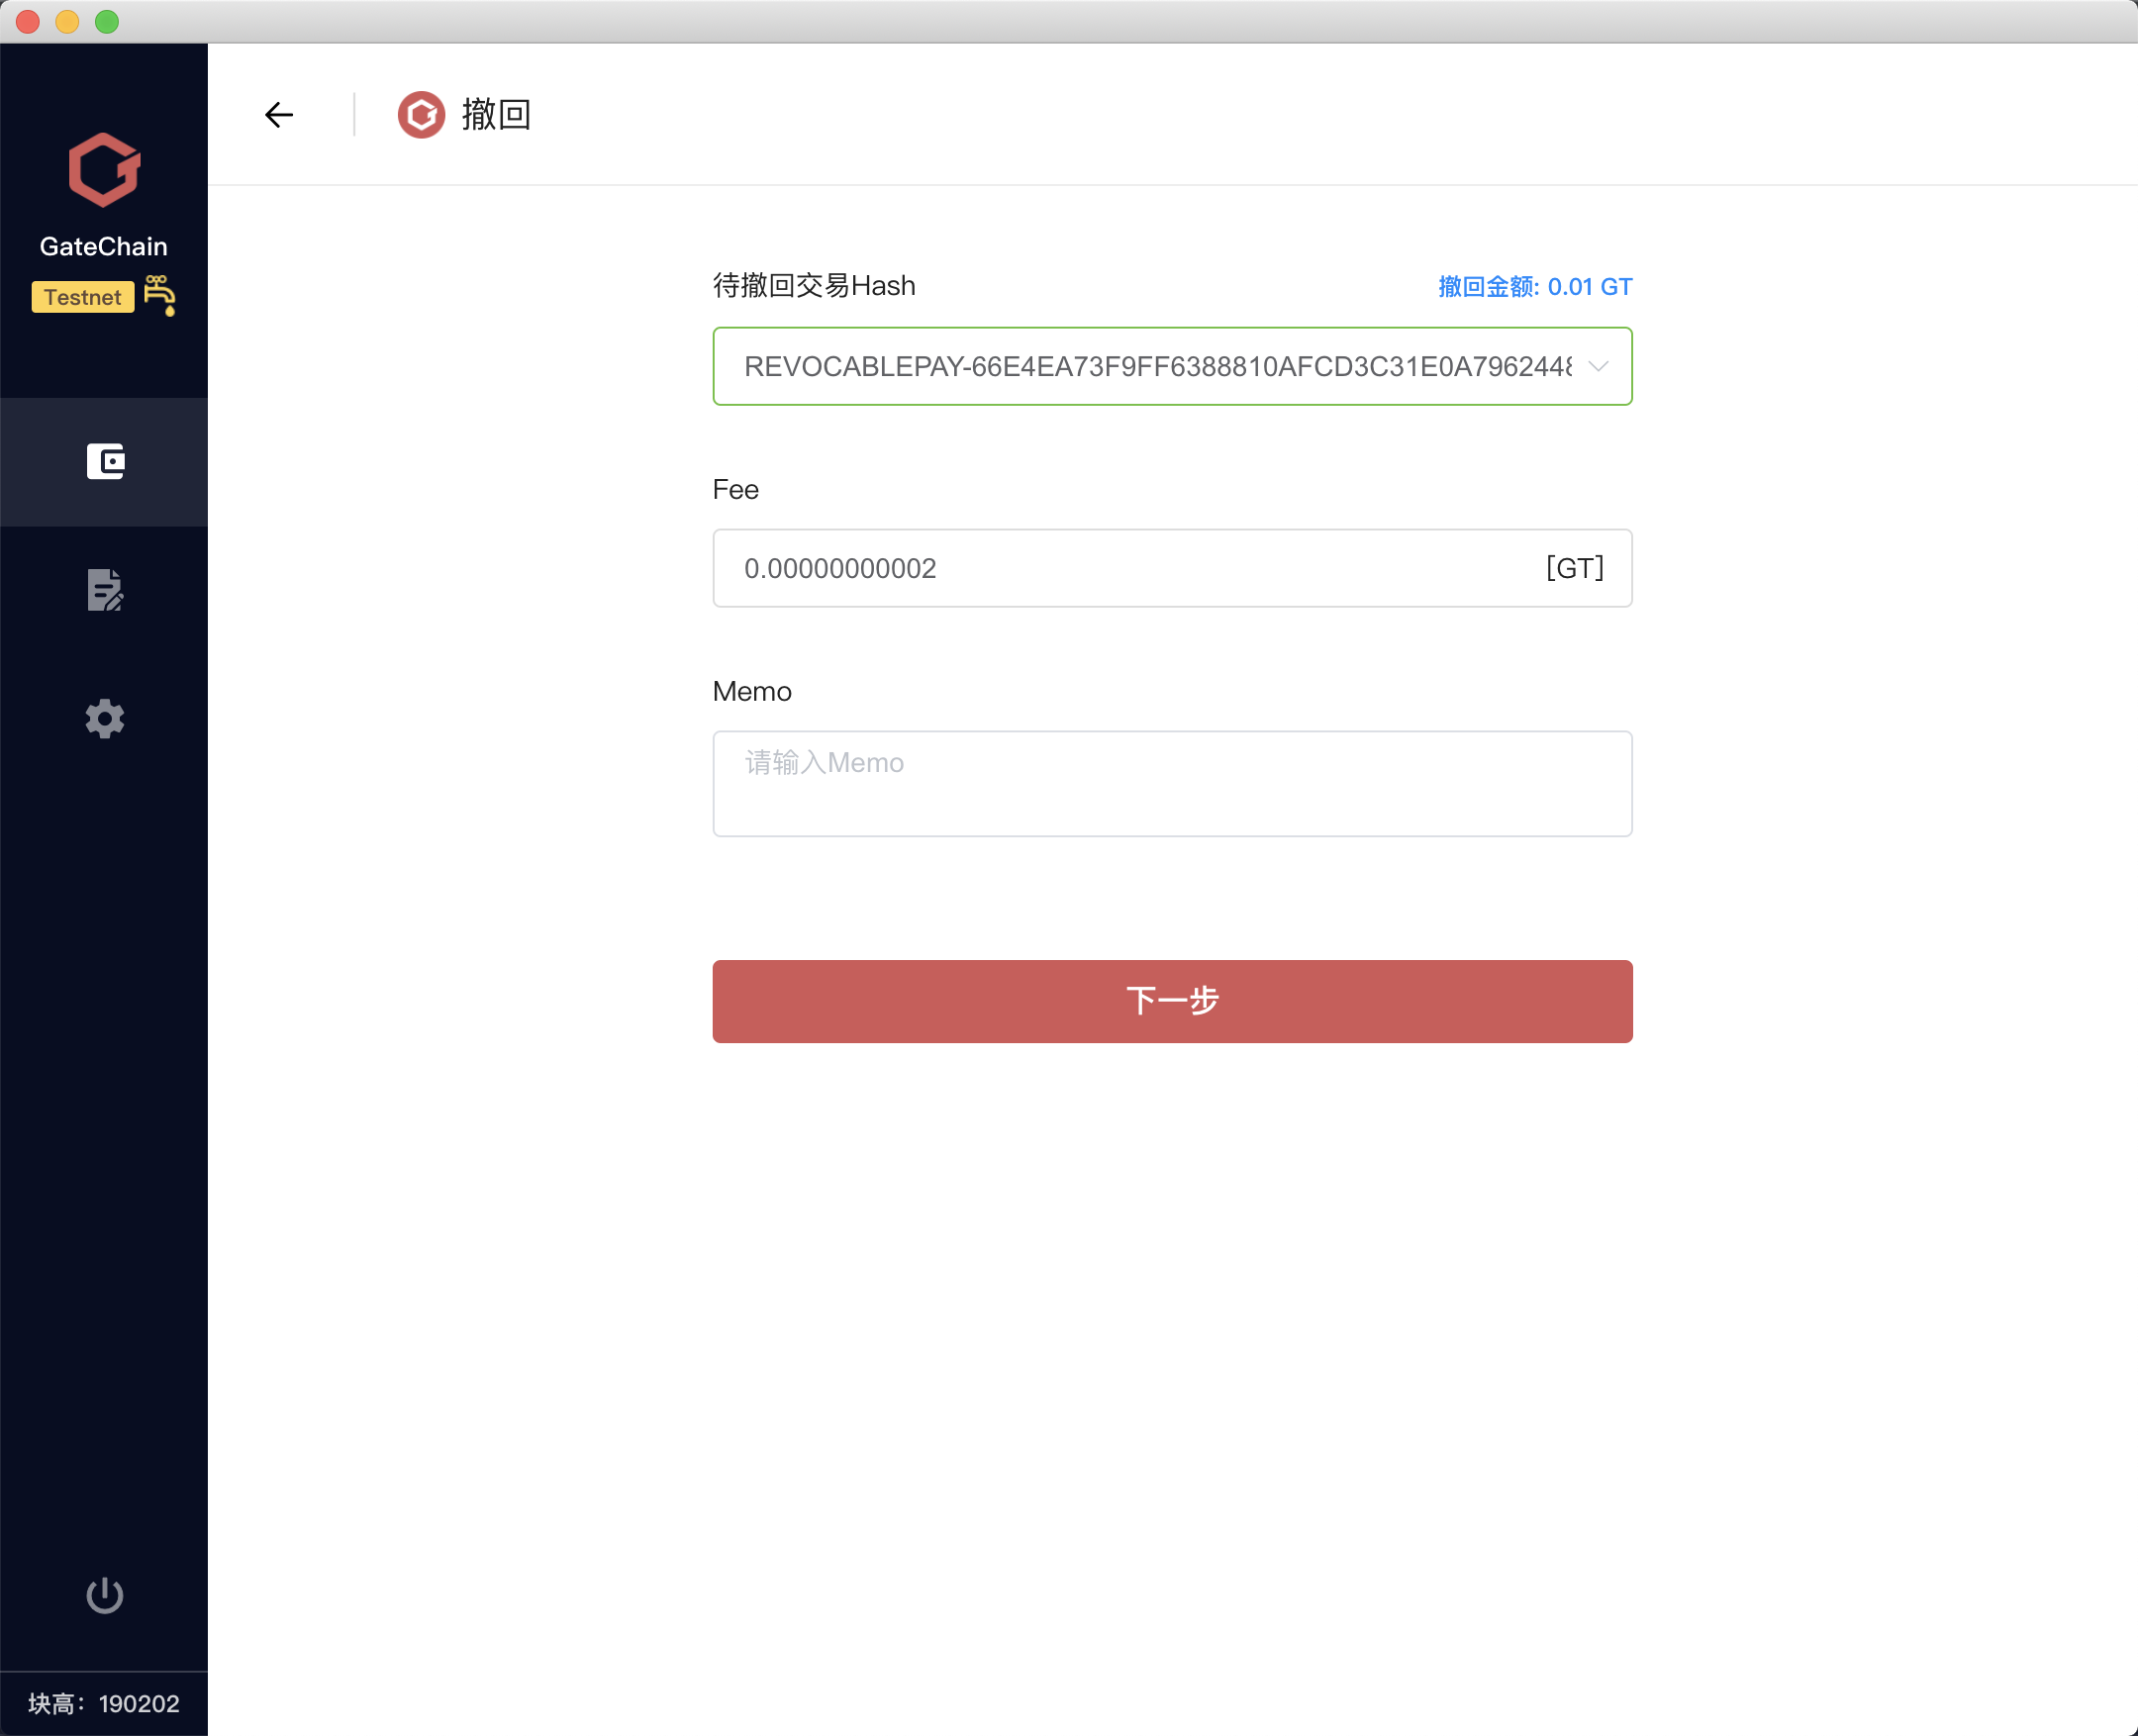 GateChain
Testnet
块高：190202
撤回
待撤回交易Hash
撤回金额: 0.01 GT
REVOCABLEPAY-66E4EA73F9FF6388810AFCD3C31E0A7962448
Fee
0.00000000002
[GT]
Memo
请输入Memo
下一步